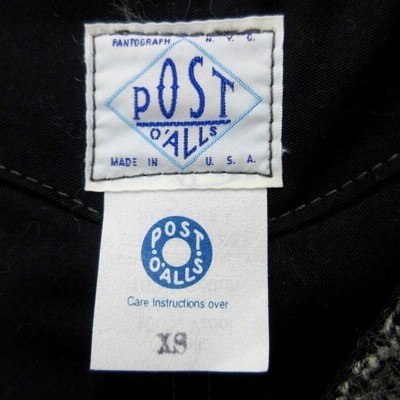 PANTOGRAPH N. Y. C.
POST
O'ALLS
MADE IN U. S. A.
POST
O'ALLS
Care Instructions over
XS